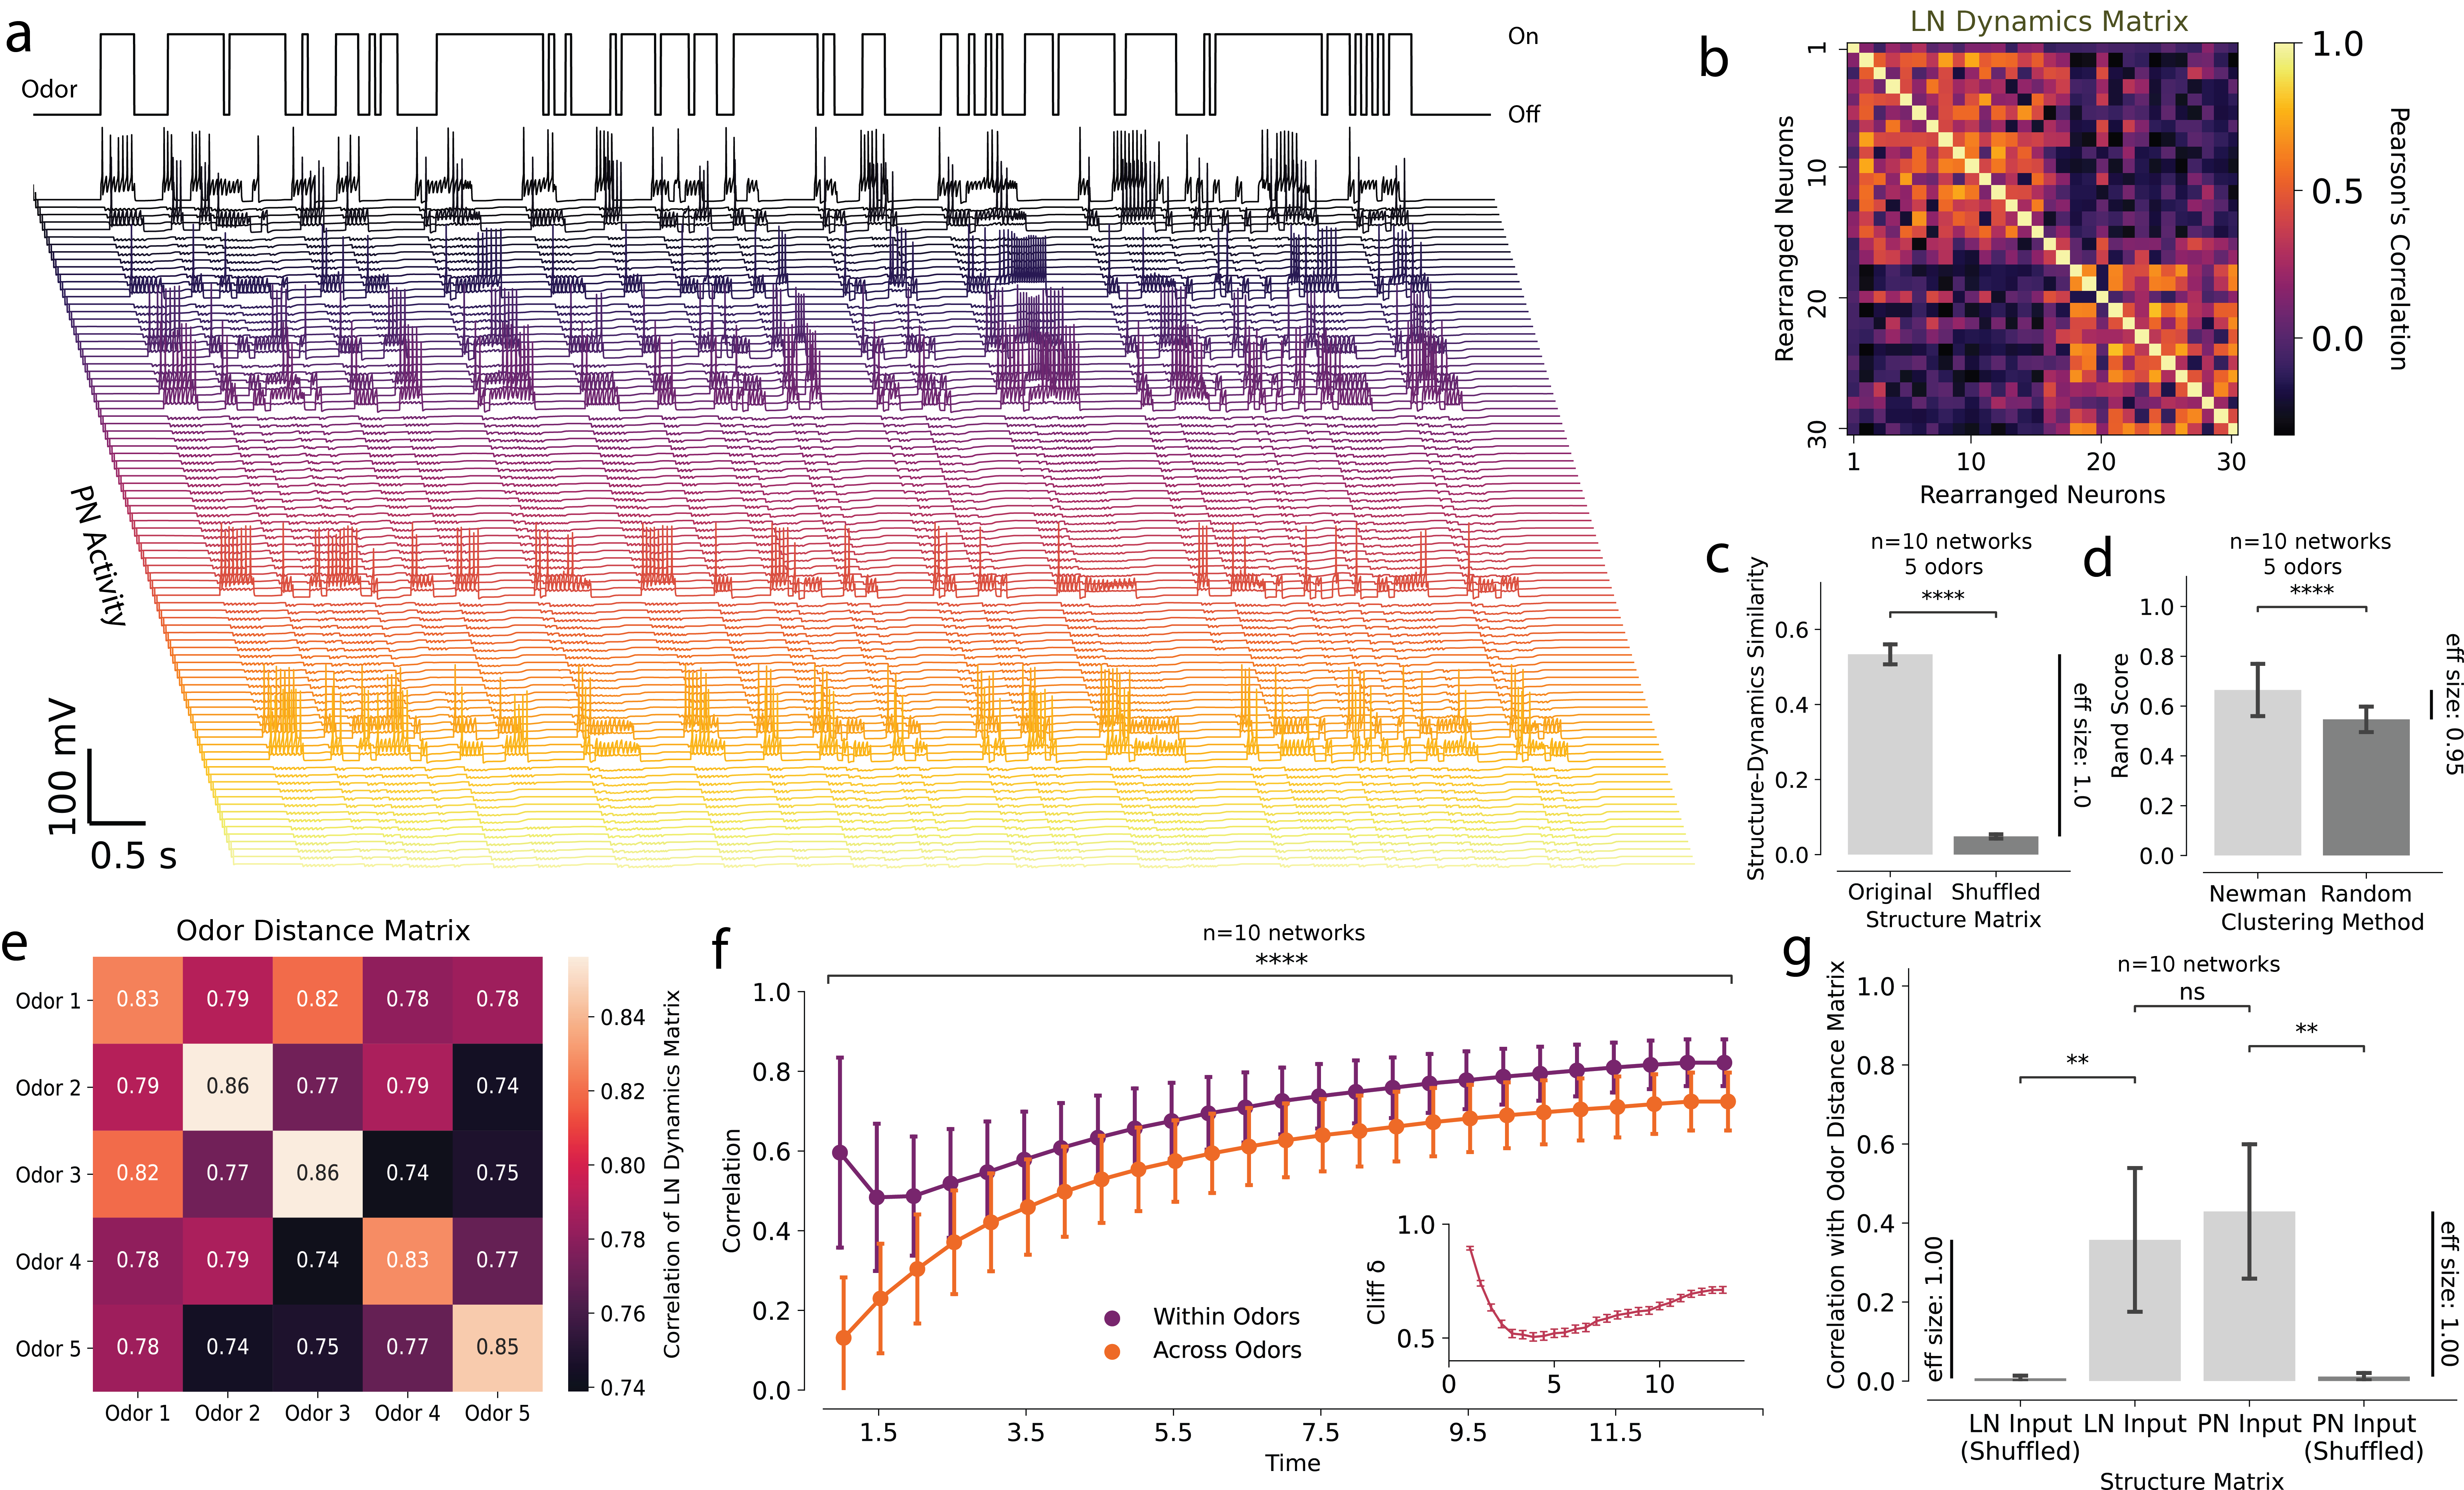 a
Odor
On
Off
PN Activity
100 mV
0.5 s
b
LN Dynamics Matrix
Rearranged Neurons
1
10
20
30
1
10
20
30
Rearranged Neurons
1.0
0.5
0.0
Pearson's Correlation
c
n=10 networks
5 odors
****
Structure-Dynamics Similarity
0.6
0.4
0.2
0.0
eff size: 1.0
Original
Shuffled
Structure Matrix
d
n=10 networks
5 odors
****
Rand Score
1.0
0.8
0.6
0.4
0.2
0.0
eff size: 0.95
Newman
Random
Clustering Method
e
Odor Distance Matrix
Odor 1
0.83
0.79
0.82
0.78
0.78
Odor 2
0.79
0.86
0.77
0.79
0.74
Odor 3
0.82
0.77
0.86
0.74
0.75
Odor 4
0.78
0.79
0.74
0.83
0.77
Odor 5
0.78
0.74
0.75
0.77
0.85
Odor 1
Odor 2
Odor 3
Odor 4
Odor 5
0.84
0.82
0.80
0.78
0.76
0.74
Correlation of LN Dynamics Matrix
f
n=10 networks
****
Correlation
1.0
0.8
0.6
0.4
0.2
0.0
Within Odors
Across Odors
Cliff δ
1.0
0.5
0
5
10
1.5
3.5
5.5
7.5
9.5
11.5
Time
g
n=10 networks
ns
**
**
Correlation with Odor Distance Matrix
1.0
0.8
0.6
0.4
0.2
0.0
eff size: 1.00
eff size: 1.00
LN Input
(Shuffled)
LN Input
PN Input
PN Input
(Shuffled)
Structure Matrix